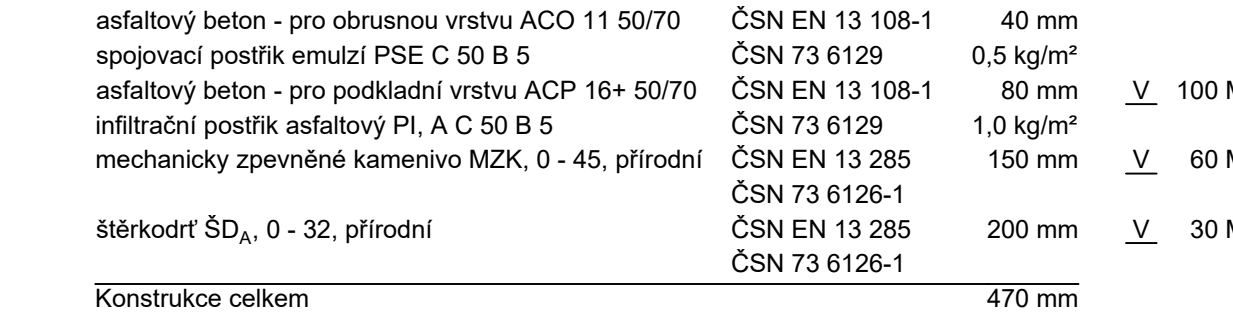 asfaltový beton - pro obrusnou vrstvu ACO 11 50/70 ČSN EN 13 108-1 40 mm
spojovací postřik emulzí PSE C 50 B 5 ČSN 73 6129 0,5 kg/m²
asfaltový beton - pro podkladní vrstvu ACP 16+ 50/70 ČSN EN 13 108-1 80 mm V 100
infiltrační postřik asfaltový PI, A C 50 B 5 ČSN 73 6129 1,0 kg/m²
mechanicky zpevněné kamenivo MZK, 0 - 45, přírodní ČSN EN 13 285 150 mm V 60
ČSN 73 6126-1
štěrkodrť ŠDA, 0 - 32, přírodní ČSN EN 13 285 200 mm V 30
ČSN 73 6126-1
Konstrukce celkem 470 mm